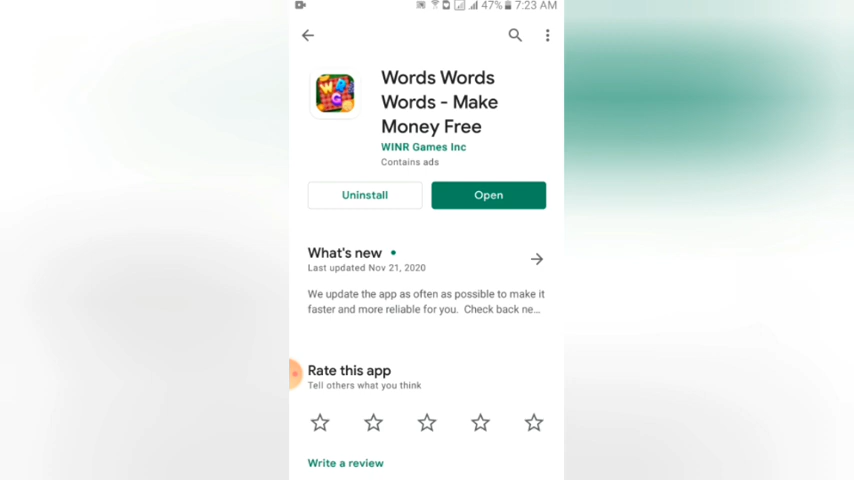 47% 7:23 AM
Words Words
Words - Make
Money Free
WINR Games Inc
Contains ads
Uninstall
Open
What's new
Last updated Nov 21, 2020
We update the app as often as possible to make it
faster and more reliable for you. Check back ne...
Rate this app
Tell others what you think
Write a review